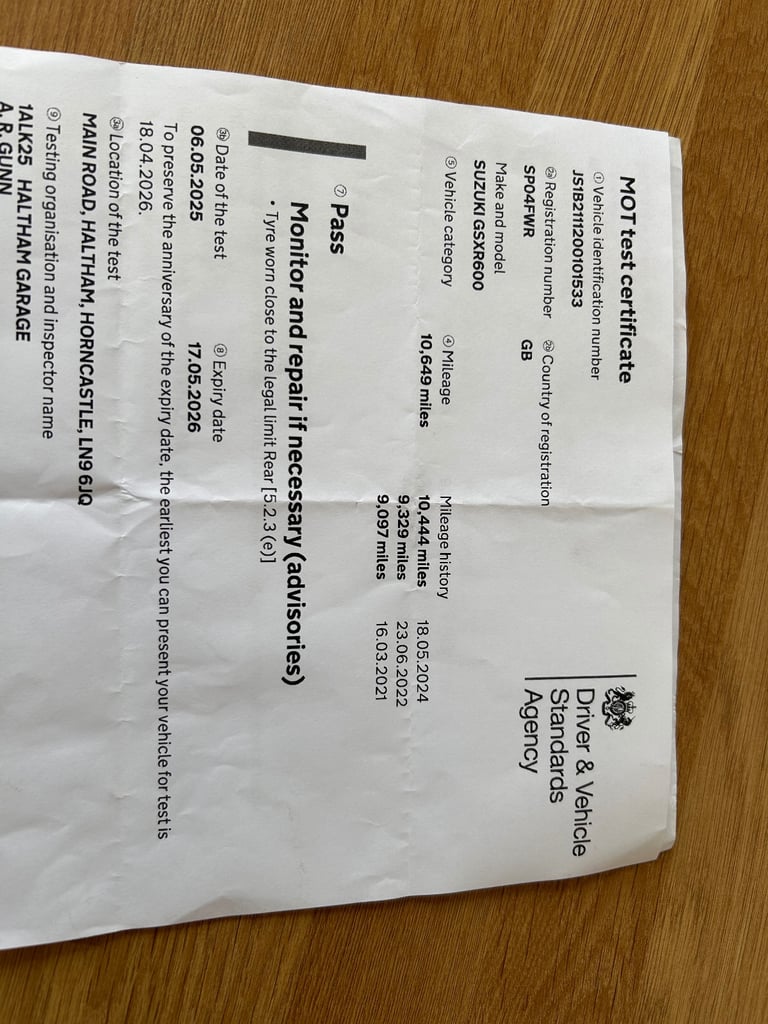 MOT test certificate
Driver & Vehicle
Standards
Agency
① Vehicle identification number
JS1B2111200101533
2a Registration number
SP04FWR
2b Country of registration
GB
Make and model
SUZUKI GSXR600
⑤ Vehicle category
④ Mileage
10,649 miles
Mileage history
10,444 miles 18.05.2024
9,329 miles 23.06.2022
9,097 miles 16.03.2021
⑦ Pass
Monitor and repair if necessary (advisories)
• Tyre worn close to the legal limit Rear [5.2.3 (e)]
3b Date of the test
06.05.2025
⑧ Expiry date
17.05.2026
To preserve the anniversary of the expiry date, the earliest you can present your vehicle for test is
18.04.2026.
3a Location of the test
MAIN ROAD, HALTHAM, HORNCASTLE, LN9 6JQ
⑨ Testing organisation and inspector name
1ALK25 HALTHAM GARAGE
A. R. GUNN